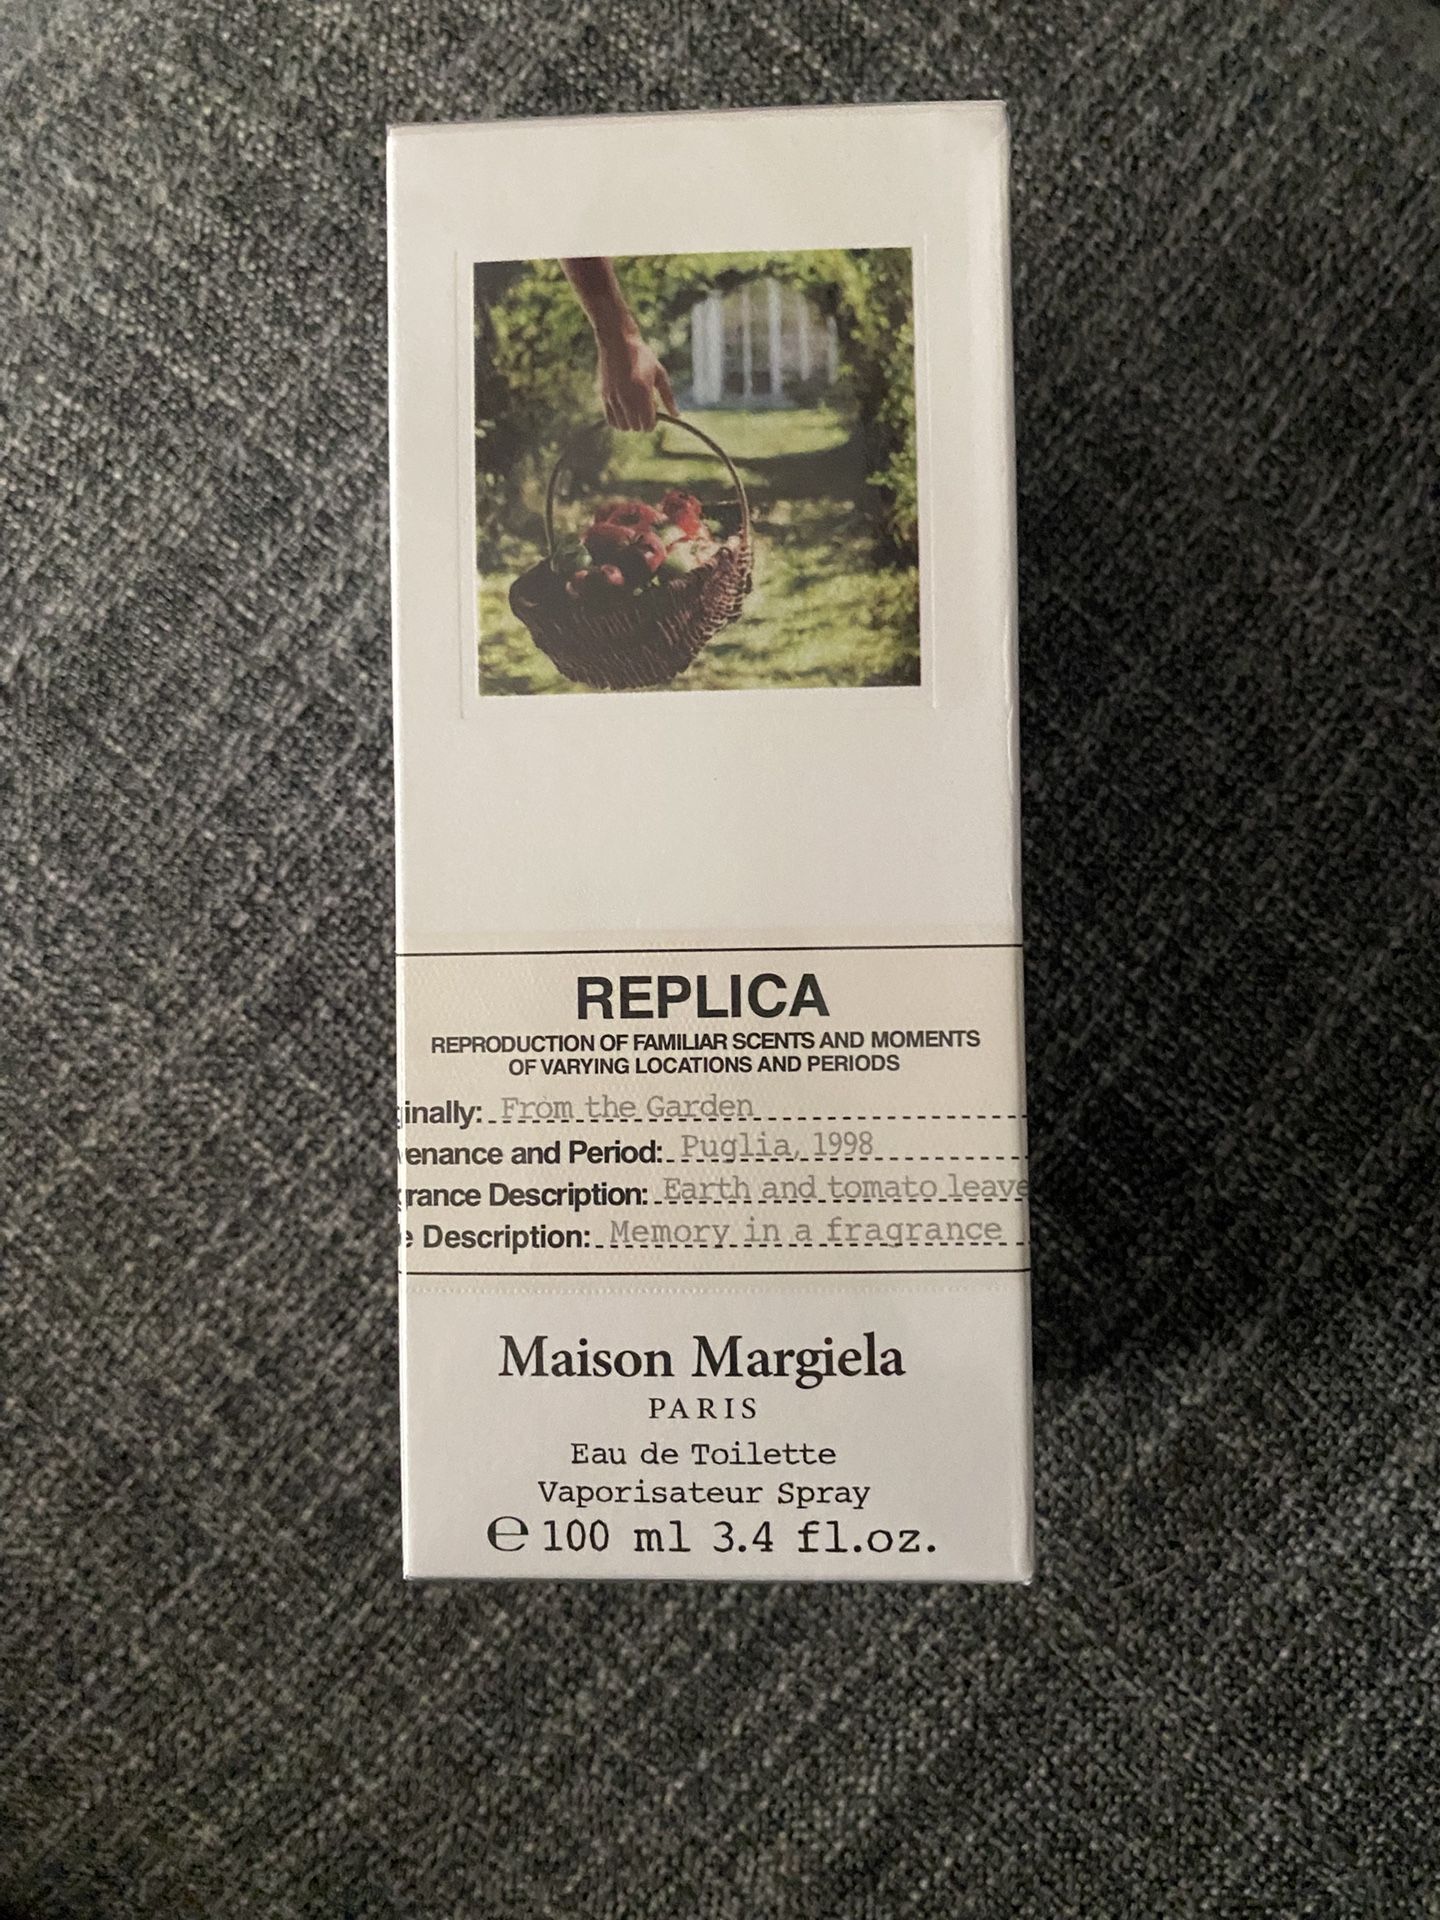 REPLICA
REPRODUCTION OF FAMILIAR SCENTS AND MOMENTS
OF VARYING LOCATIONS AND PERIODS
ginally: From the Garden
enance and Period: Puglia, 1998
rance Description: Earth and tomato leave
e Description: Memory in a fragrance
Maison Margiela
PARIS
Eau de Toilette
Vaporisateur Spray
℮ 100 ml 3.4 fl.oz.